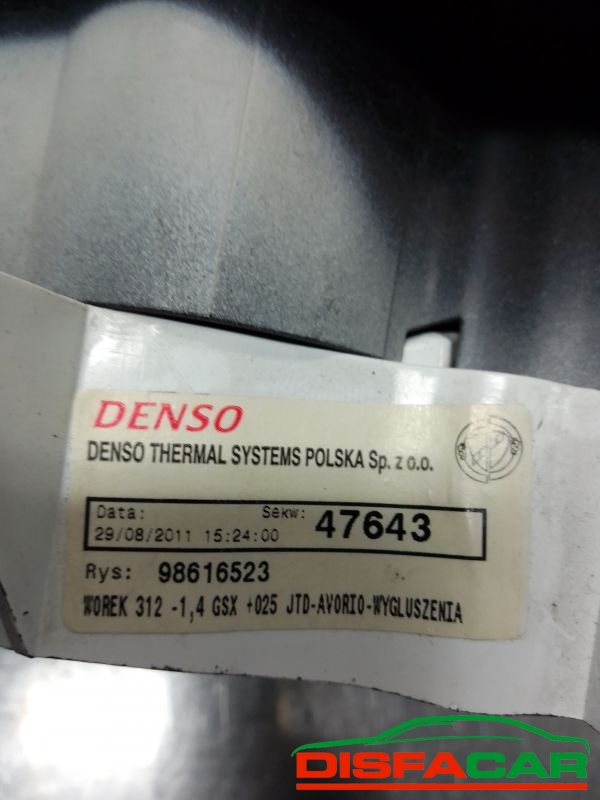 DENSO
DENSO THERMAL SYSTEMS POLSKA Sp. z o.o.
Data: Sekw: 47643
29/08/2011 15:24:00
Rys: 98616523
WOREK 312 -1,4 GSX +025 JTD-AVORIO-WYGLUSZENIA
DISFACAR